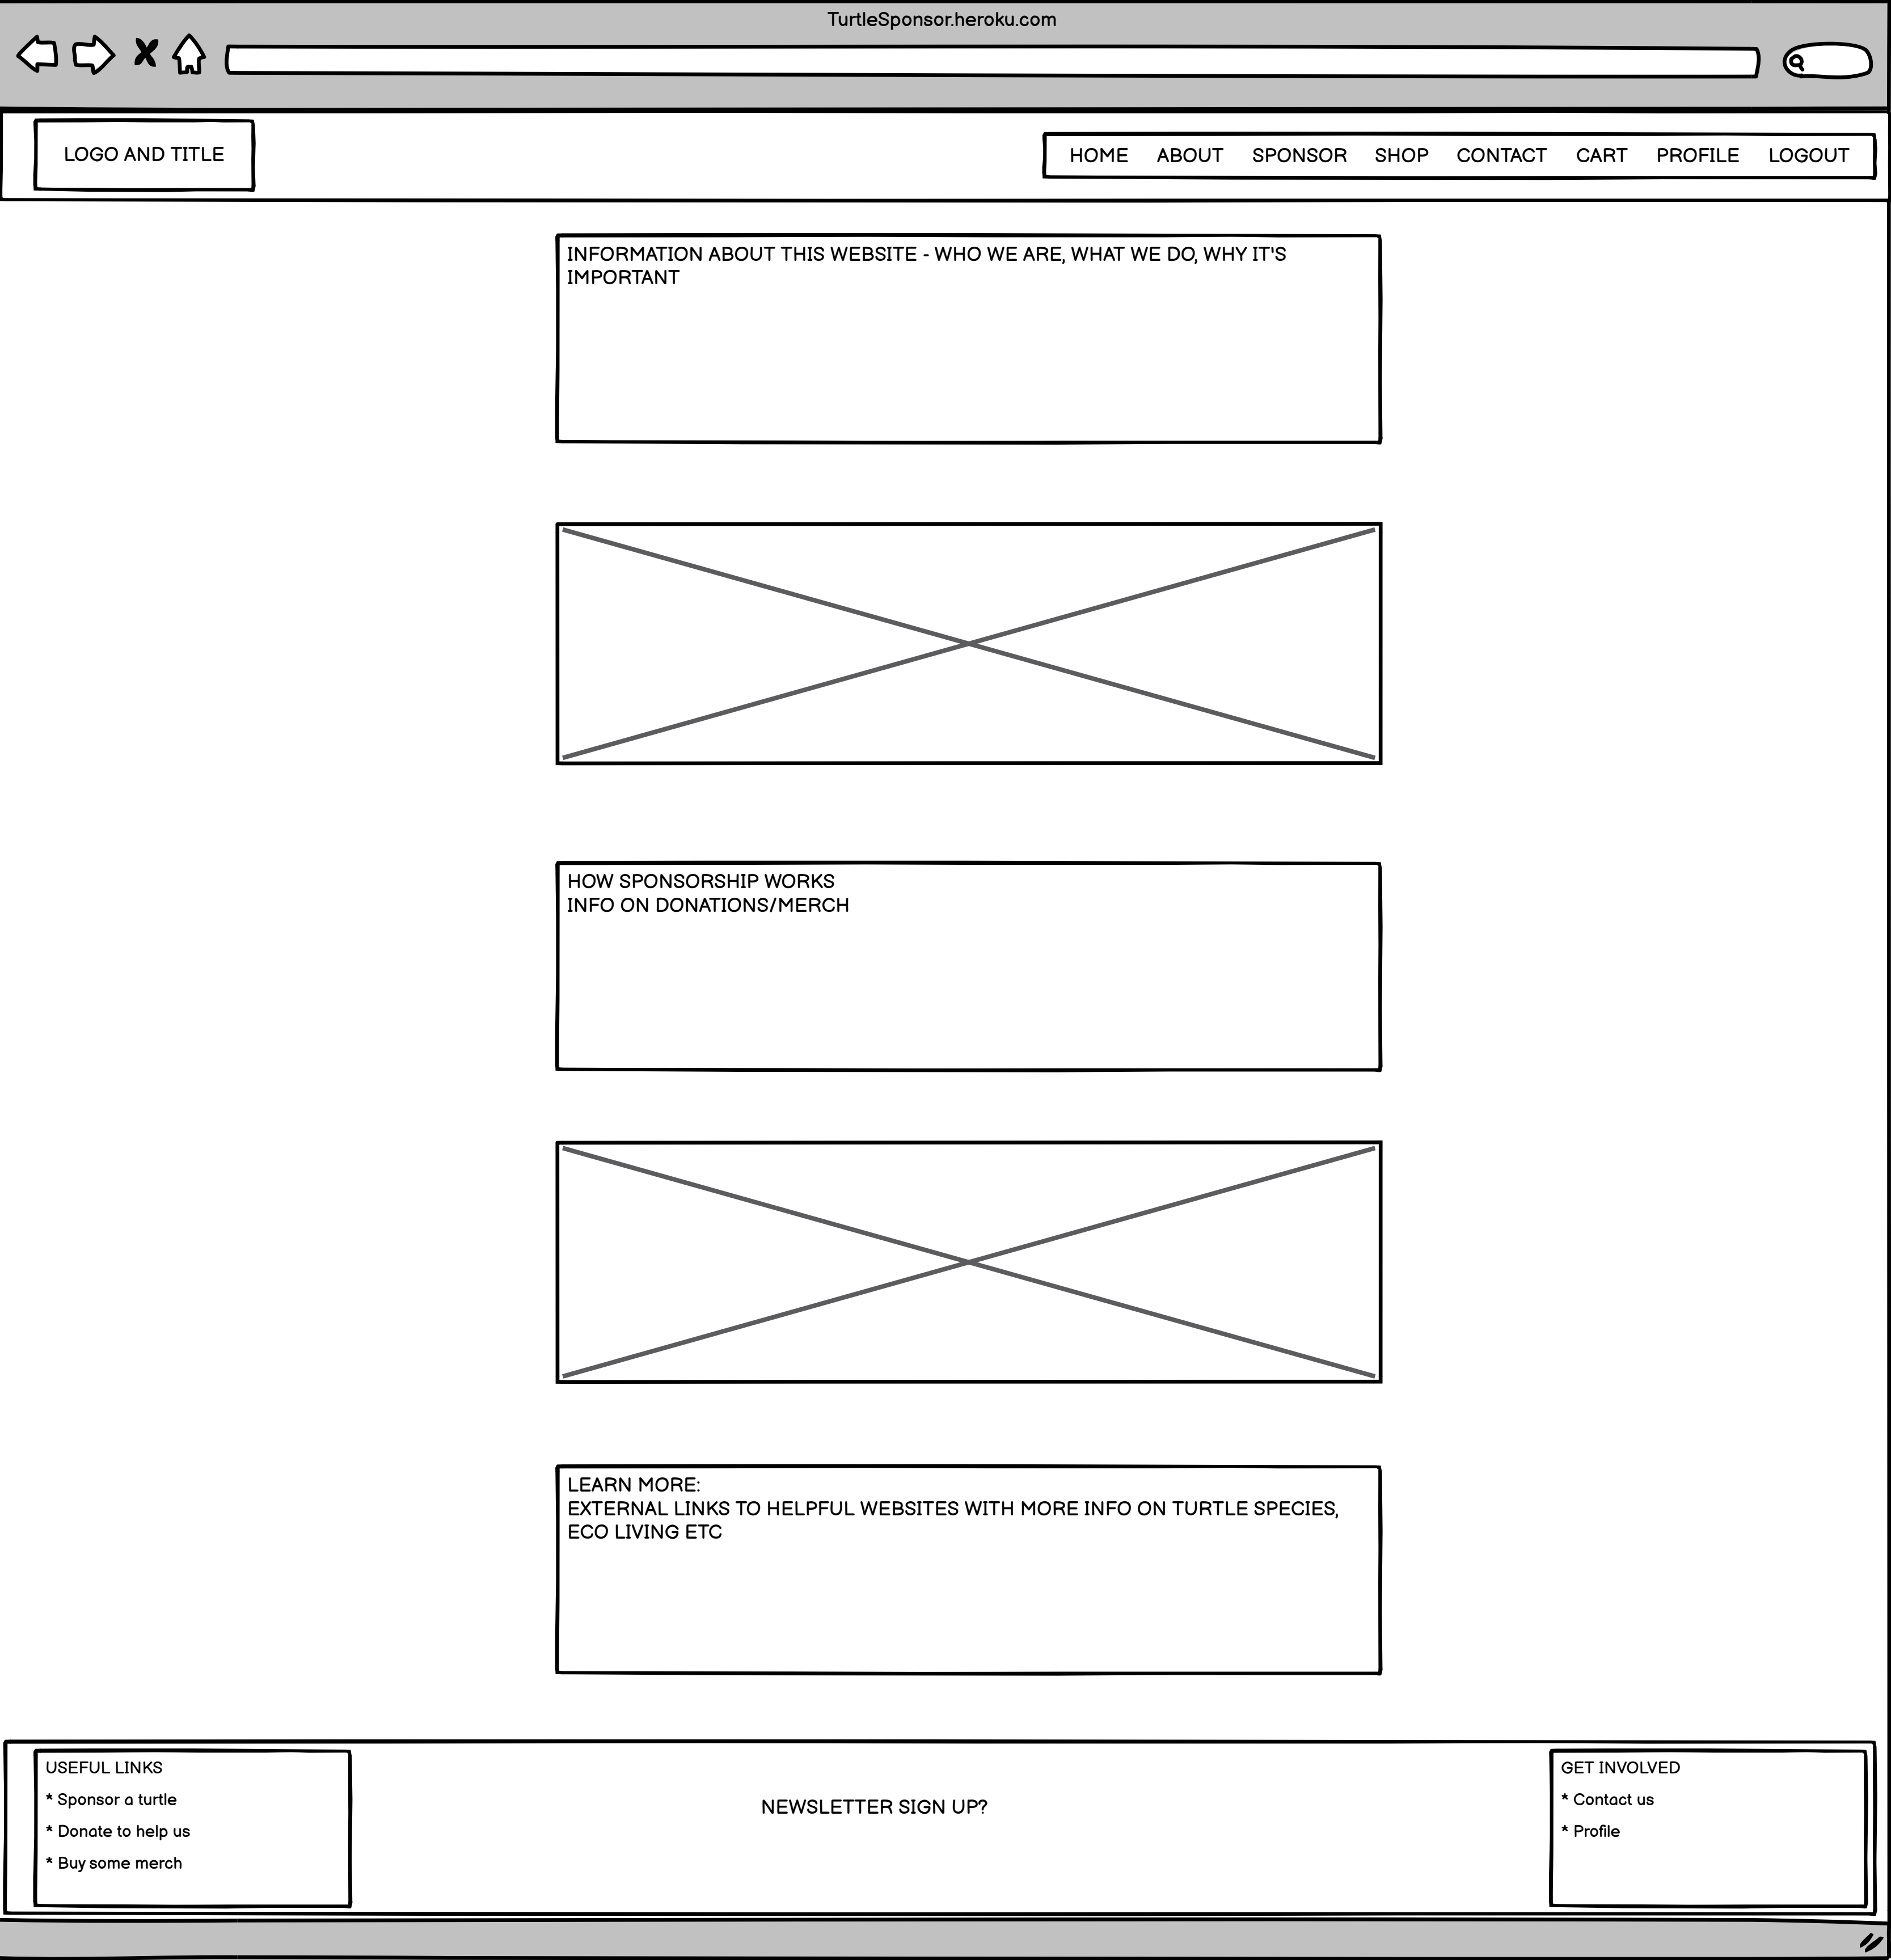 TurtleSponsor.heroku.com
LOGO AND TITLE
HOME ABOUT SPONSOR SHOP CONTACT CART PROFILE LOGOUT
INFORMATION ABOUT THIS WEBSITE - WHO WE ARE, WHAT WE DO, WHY IT'S
IMPORTANT
HOW SPONSORSHIP WORKS
INFO ON DONATIONS/MERCH
LEARN MORE:
EXTERNAL LINKS TO HELPFUL WEBSITES WITH MORE INFO ON TURTLE SPECIES,
ECO LIVING ETC
USEFUL LINKS
* Sponsor a turtle
* Donate to help us
* Buy some merch
NEWSLETTER SIGN UP?
GET INVOLVED
* Contact us
* Profile